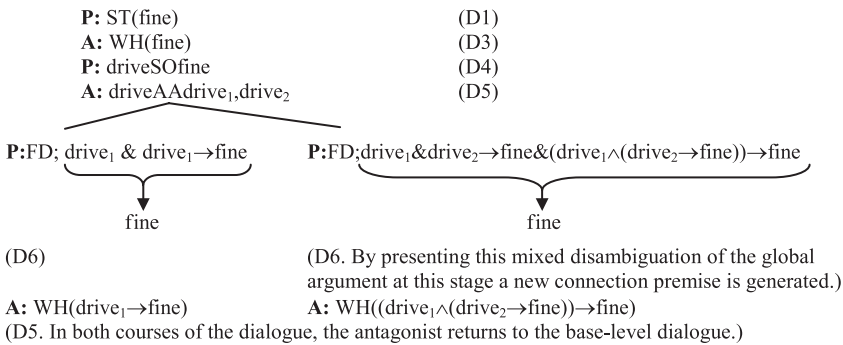 P: ST(fine) (D1)
A: WH(fine) (D3)
P: driveSOfine (D4)
A: driveAAdrive₁,drive₂ (D5)
P:FD; drive₁ & drive₁→fine P:FD;drive₁&drive₂→fine&(drive₁∧(drive₂→fine))→fine
fine fine
(D6) (D6. By presenting this mixed disambiguation of the global
argument at this stage a new connection premise is generated.)
A: WH(drive₁→fine) A: WH((drive₁∧(drive₂→fine))→fine)
(D5. In both courses of the dialogue, the antagonist returns to the base-level dialogue.)